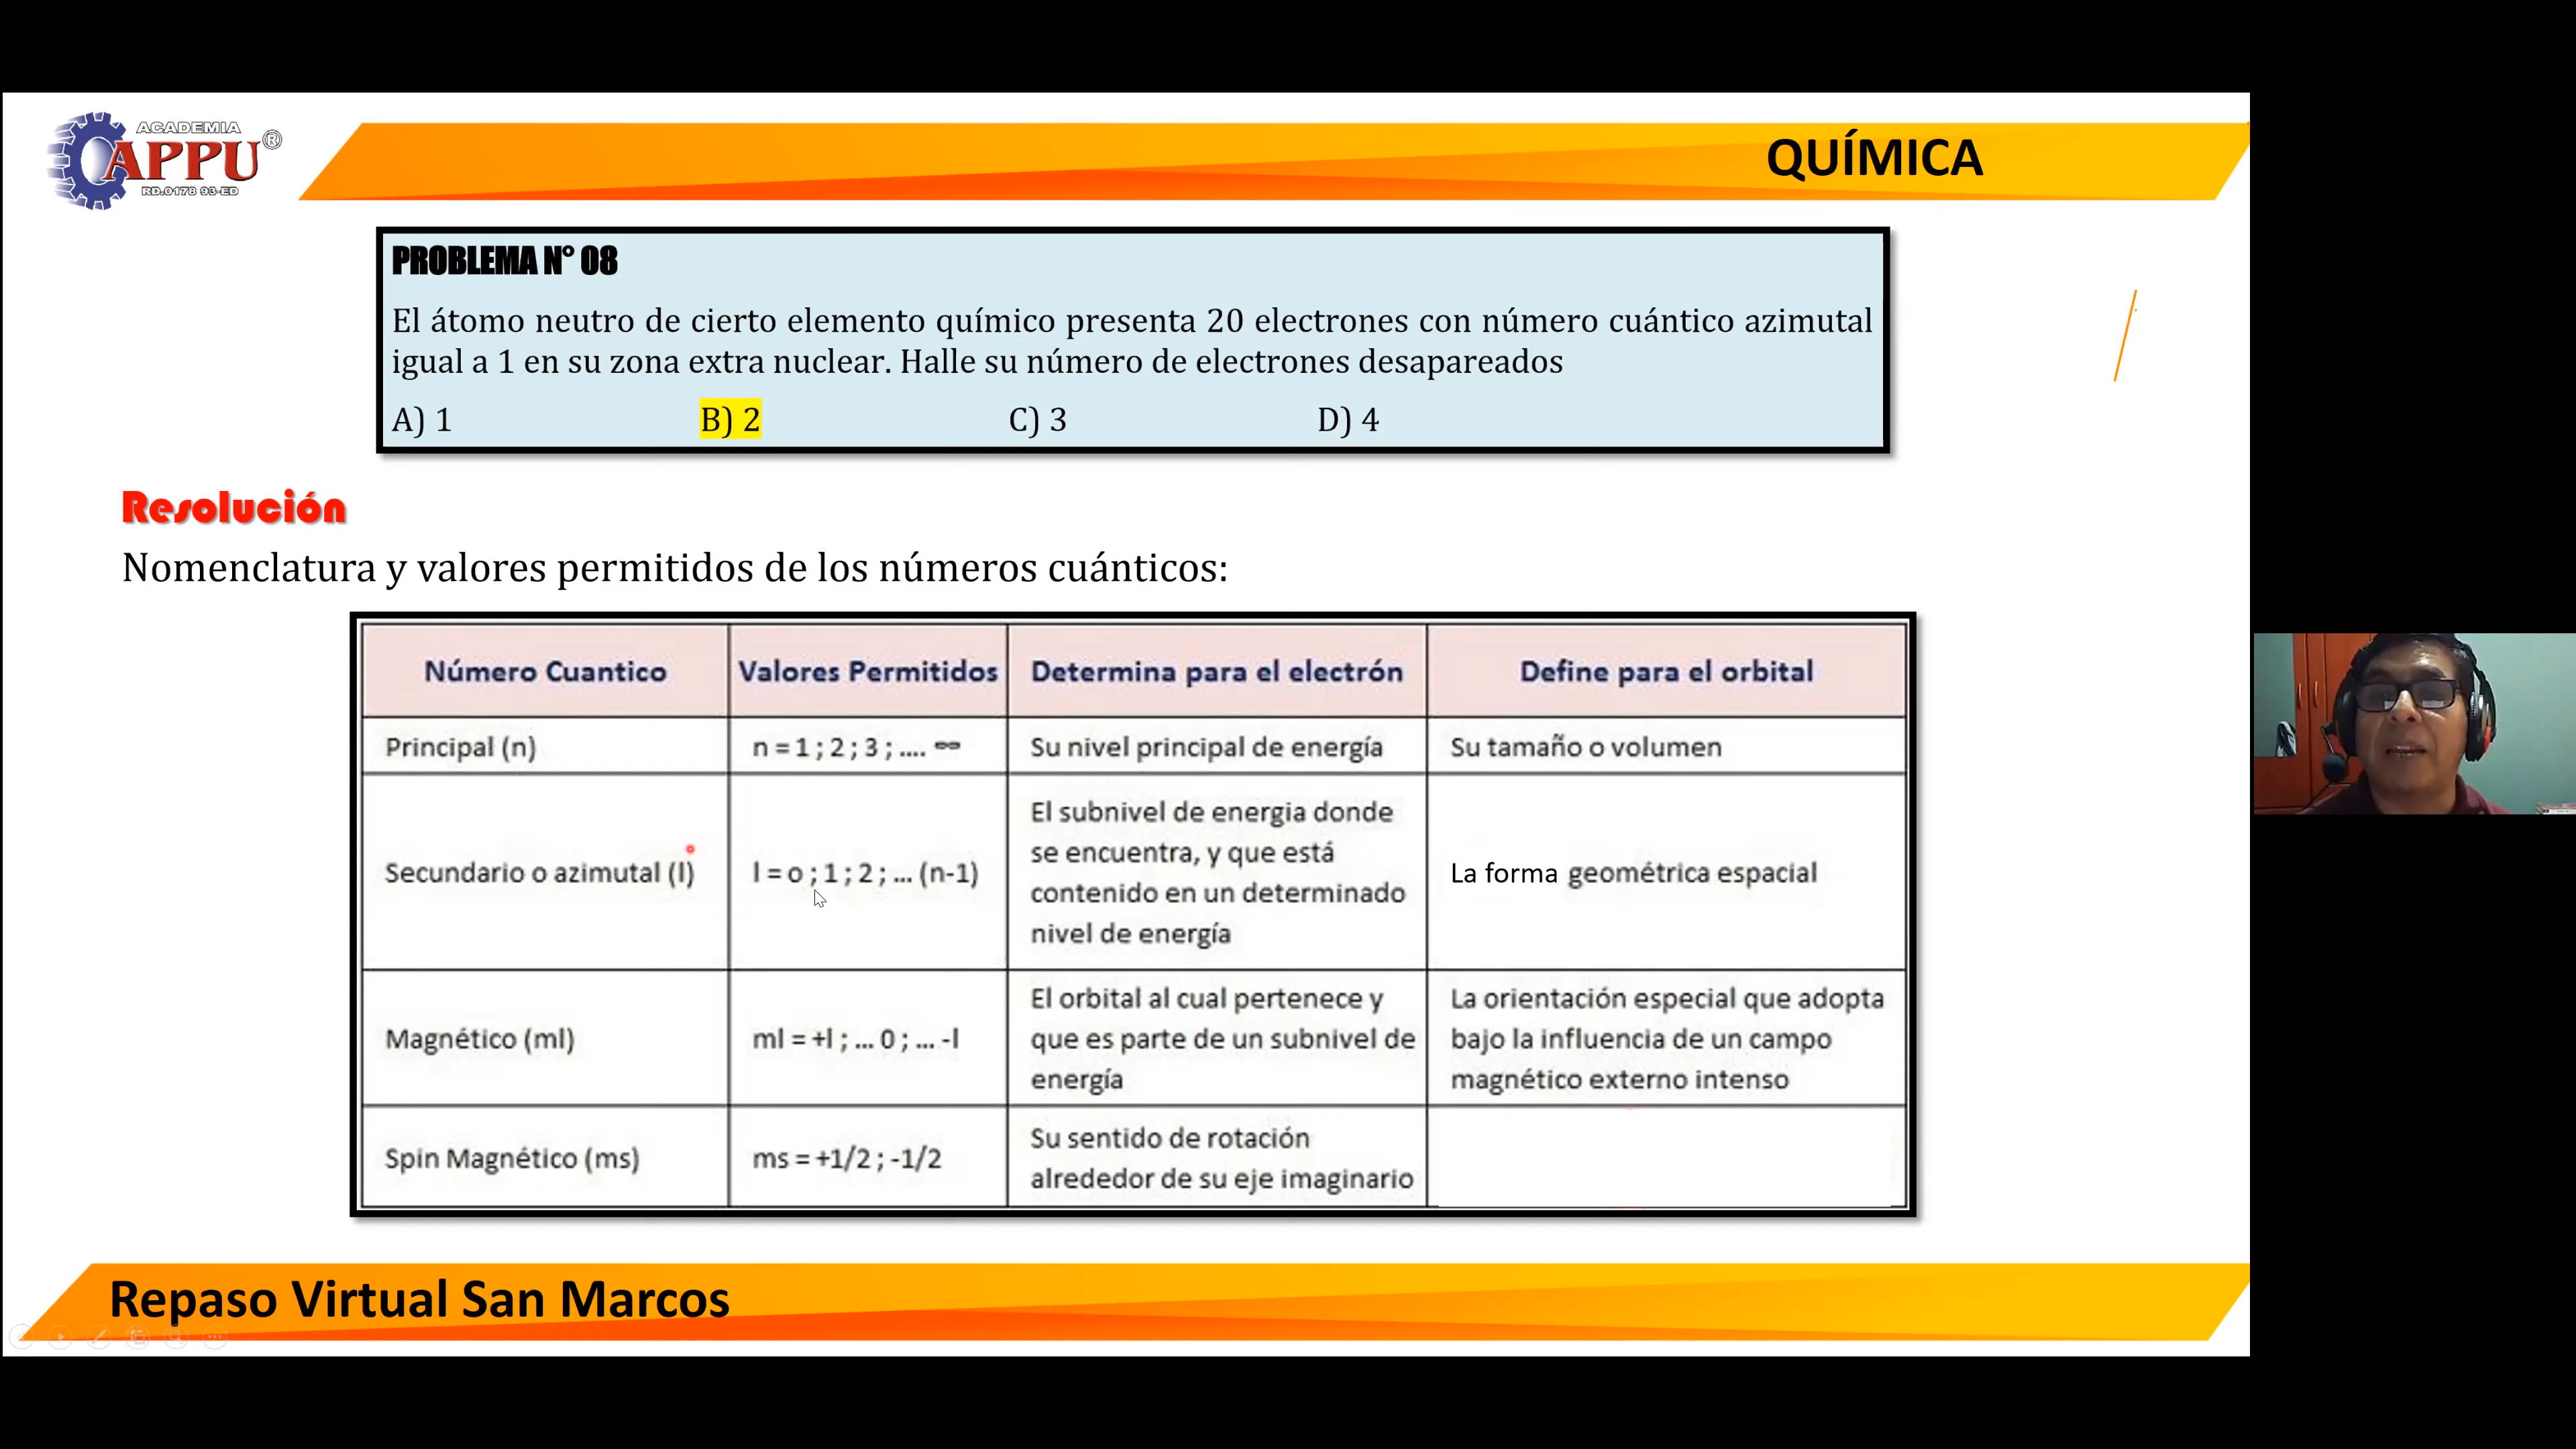 ACADEMIA
APPU®
RD.0178 93-ED
QUÍMICA
PROBLEMA N° 08
El átomo neutro de cierto elemento químico presenta 20 electrones con número cuántico azimutal
igual a 1 en su zona extra nuclear. Halle su número de electrones desapareados
A) 1 B) 2 C) 3 D) 4
Resolución
Nomenclatura y valores permitidos de los números cuánticos:
Número Cuantico Valores Permitidos Determina para el electrón Define para el orbital
Principal (n) n = 1 ; 2 ; 3 ; .... ∞ Su nivel principal de energía Su tamaño o volumen
Secundario o azimutal (l) l = o ; 1 ; 2 ; ... (n-1)
El subnivel de energia donde
se encuentra, y que está
contenido en un determinado
nivel de energía
La forma geométrica espacial
Magnético (ml) ml = +l ; ... 0 ; ... -l
El orbital al cual pertenece y
que es parte de un subnivel de
energía
La orientación especial que adopta
bajo la influencia de un campo
magnético externo intenso
Spin Magnético (ms) ms = +1/2 ; -1/2
Su sentido de rotación
alrededor de su eje imaginario
Repaso Virtual San Marcos